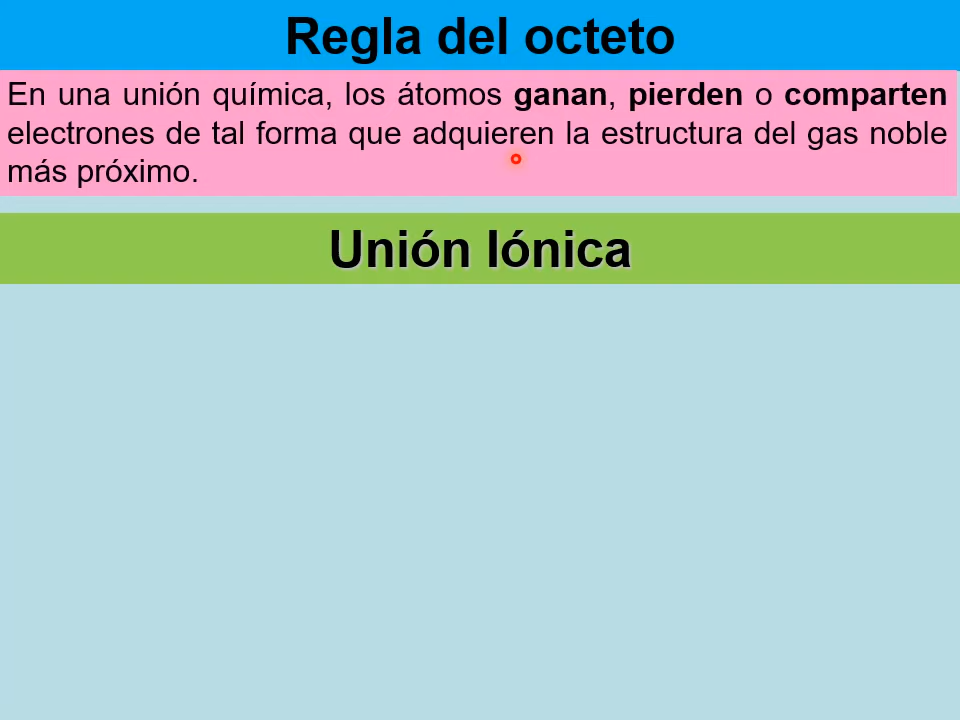 Regla del octeto
En una unión química, los átomos ganan, pierden o comparten
electrones de tal forma que adquieren la estructura del gas noble
más próximo.
Unión Iónica